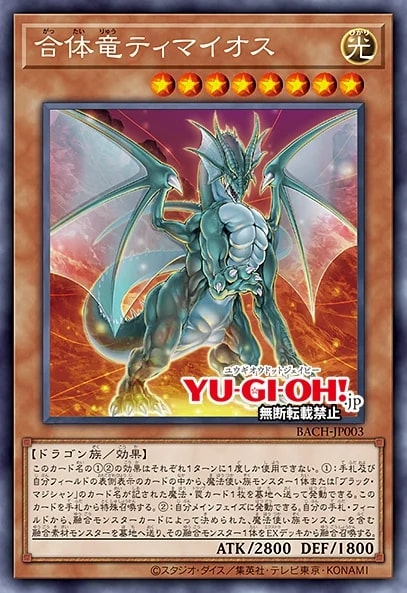 合体竜ティマイオス
がっ たい りゅう
光
ひかり
ユウギオウドットジェイピー
YU-GI-OH!.jp
無断転載禁止
BACH-JP003
【ドラゴン族/効果】
このカード名の①②の効果はそれぞれ1ターンに1度しか使用できない。①:手札及び
自分フィールドの表側表示のカードの中から、魔法使い族モンスター1体または「ブラック・
マジシャン」のカード名が記された魔法・罠カード1枚を墓地へ送って発動できる。この
カードを手札から特殊召喚する。②:自分メインフェイズに発動できる。自分の手札・フィ
ールドから、融合モンスターカードによって決められた、魔法使い族モンスターを含む
融合素材モンスターを墓地へ送り、その融合モンスター1体をEXデッキから融合召喚する。
ATK/2800 DEF/1800
©スタジオ・ダイス/集英社・テレビ東京・KONAMI